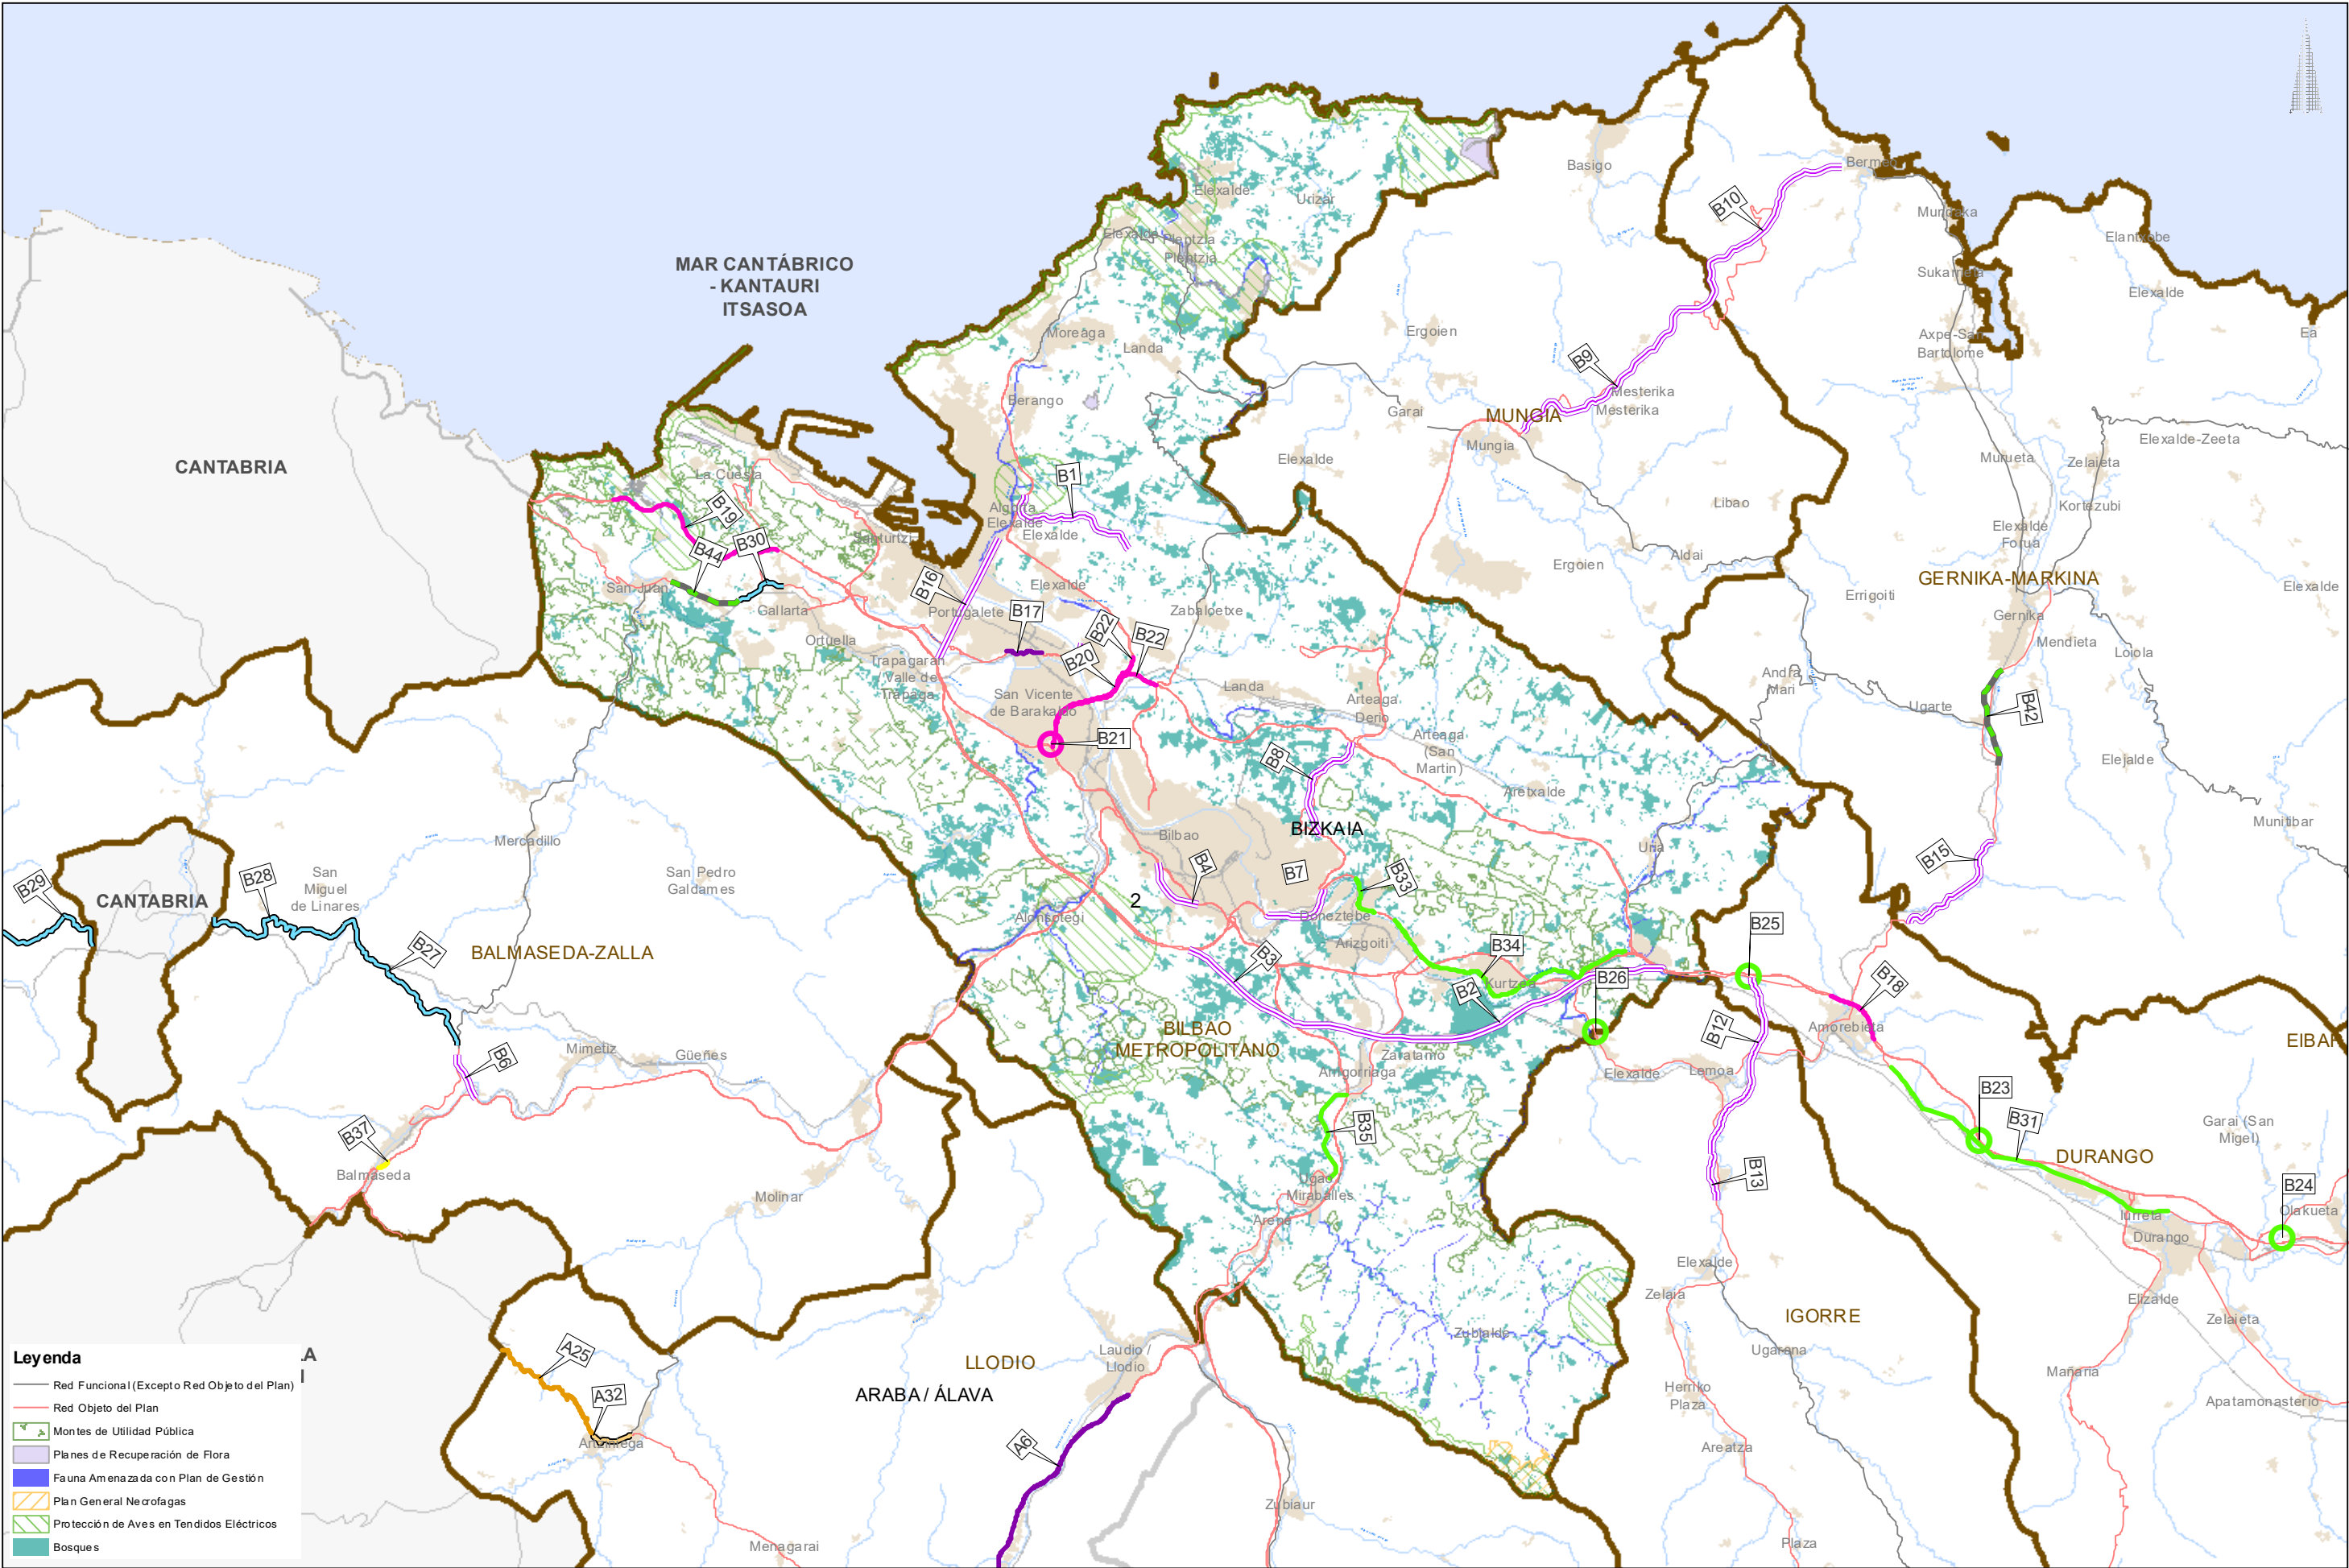 MAR CANTÁBRICO
- KANTAURI
ITSASOA
CANTABRIA
Basigo
Bermeo
B10
Mundaka
Elantxobe
Sukarrieta
Elexalde
Ea
Axpe-San
Bartolome
Elexalde
Urizar
Elexalde
Plentzia
Plentzia
Moreaga
Landa
Ergoien
B9
Mesterika
Mesterika
Garai
MUNGIA
Mungia
Berango
Elexalde
Elexalde-Zeeta
Murueta
Zelaieta
Kortezubi
Elexalde
Forua
Libao
Aldai
Ergoien
La Cuesta
B19
B44
B30
B1
Algorta
Elexalde
Elexalde
Santurtzi
San Juan
Gallarta
Ortuella
B16
Portugalete
B17
Elexalde
Zabaloetxe
B22
B22
B20
Trapagaran
/ Valle de
Trapaga
San Vicente
de Barakaldo
B21
Landa
Arteaga
Derio
Arteaga
(San
Martin)
Aretxalde
B8
GERNIKA-MARKINA
Elexalde
Errigoiti
Gernika
Mendieta
Loiola
Andra
Mari
Ugarte
B42
Elejalde
Munitibar
B15
Mercadillo
San Pedro
Galdames
San
Miguel
de Linares
B28
B29
CANTABRIA
B27
BALMASEDA-ZALLA
Bilbao
BIZKAIA
B4
B7
B33
2
Alonsotegi
Boneztebe
Arizgoiti
B3
B34
B2
Kurtzea
B26
B25
B12
B18
Amorebieta
EIBAR
BILBAO
METROPOLITANO
Zaratamo
Arrigorriaga
Elexalde
Lemoa
B6
Mimetiz
Güeñes
B37
Balmaseda
B35
Ugao
Miraballes
Arene
B13
B23
B31
Garai (San
Migel)
DURANGO
B24
Olakueta
Iurreta
Durango
Molinar
Elexalde
Zelaia
IGORRE
Elizalde
Zelaieta
Zubialde
Ugarana
Mañaria
Herriko
Plaza
Apatamonasterio
Areatza
Plaza
LLODIO
Laudio /
Llodio
ARABA / ÁLAVA
A6
Zubiaur
A25
A32
Artziniega
Menagarai
LA
Leyenda
Red Funcional (Excepto Red Objeto del Plan)
Red Objeto del Plan
Montes de Utilidad Pública
Planes de Recuperación de Flora
Fauna Amenazada con Plan de Gestión
Plan General Necrofagas
Protección de Aves en Tendidos Eléctricos
Bosques